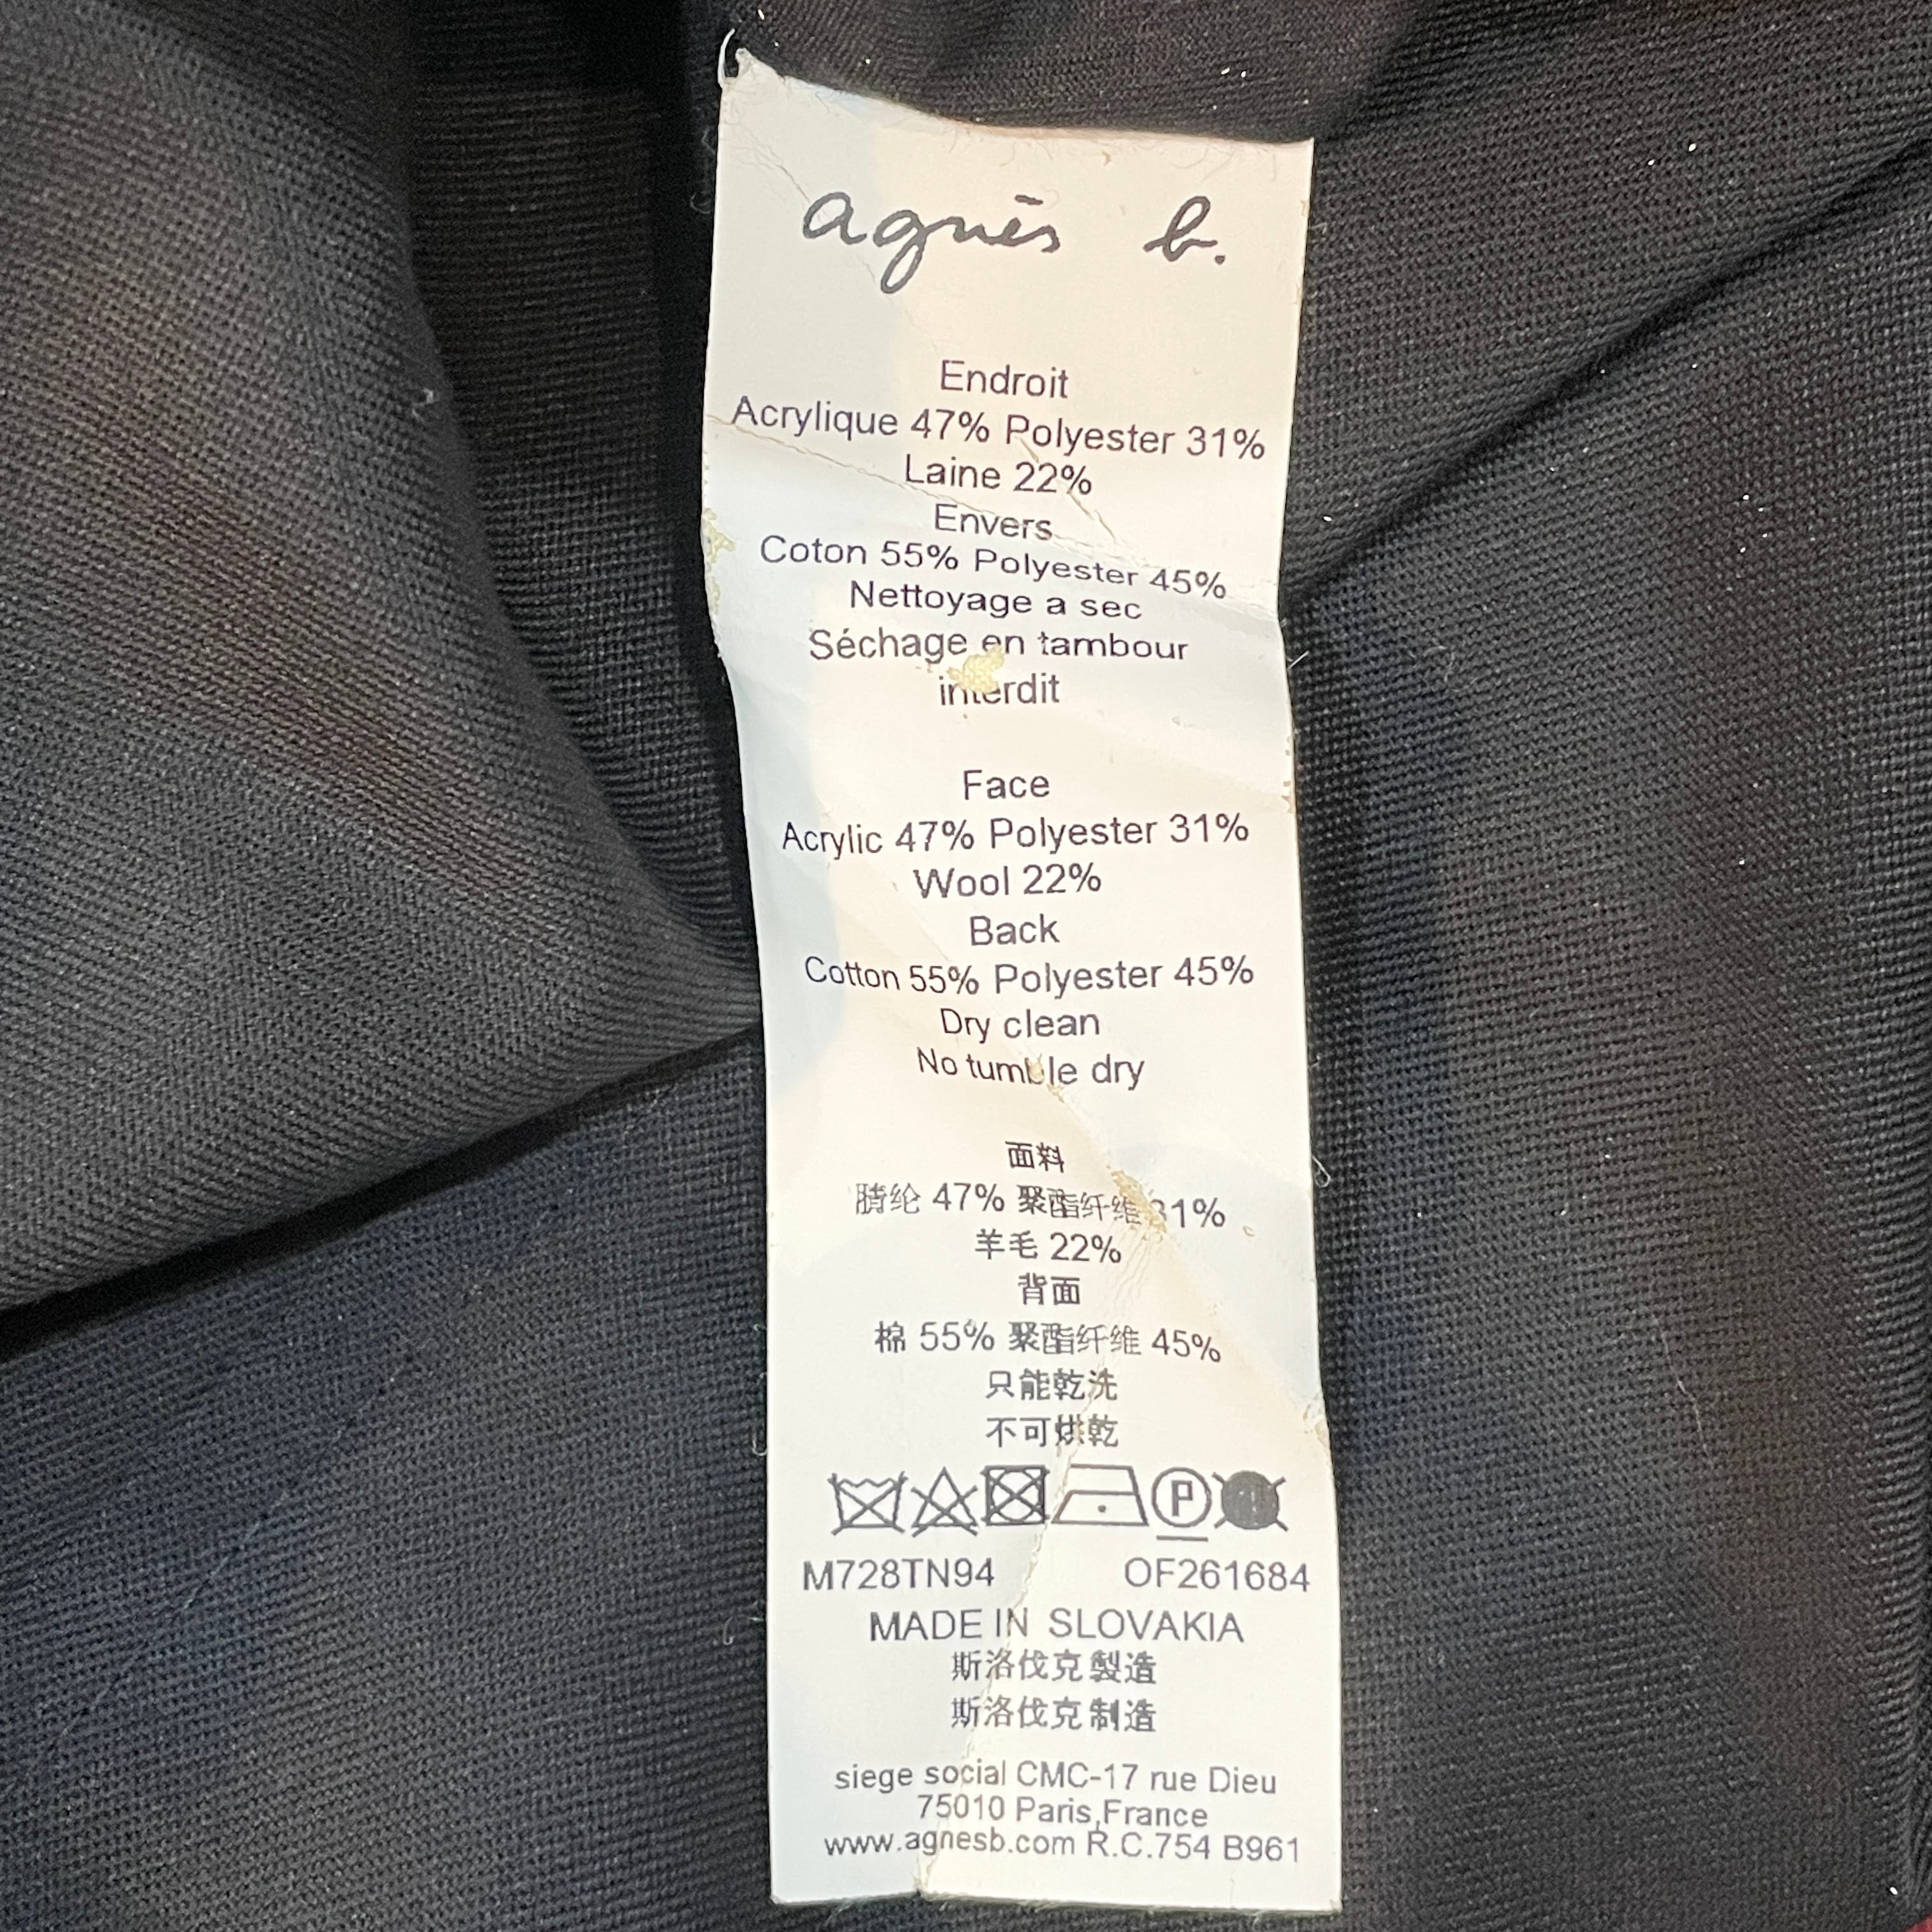 agnès b.
Endroit
Acrylique 47% Polyester 31%
Laine 22%
Envers
Coton 55% Polyester 45%
Nettoyage a sec
Séchage en tambour
interdit
Face
Acrylic 47% Polyester 31%
Wool 22%
Back
Cotton 55% Polyester 45%
Dry clean
No tumble dry
面料
腈纶 47% 聚酯纤维 31%
羊毛 22%
背面
棉 55% 聚酯纤维 45%
只能乾洗
不可烘乾
P
M728TN94 OF261684
MADE IN SLOVAKIA
斯洛伐克製造
斯洛伐克制造
siege social CMC-17 rue Dieu
75010 Paris,France
www.agnesb.com R.C.754 B961